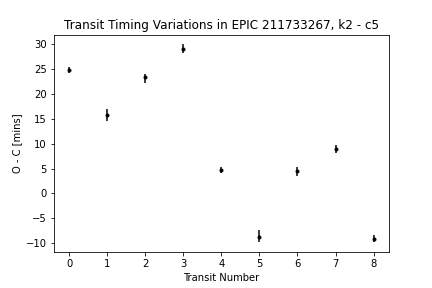 Transit Timing Variations in EPIC 211733267, k2 - c5
O - C [mins]
30
25
20
15
10
5
0
−5
−10
0 1 2 3 4 5 6 7 8
Transit Number